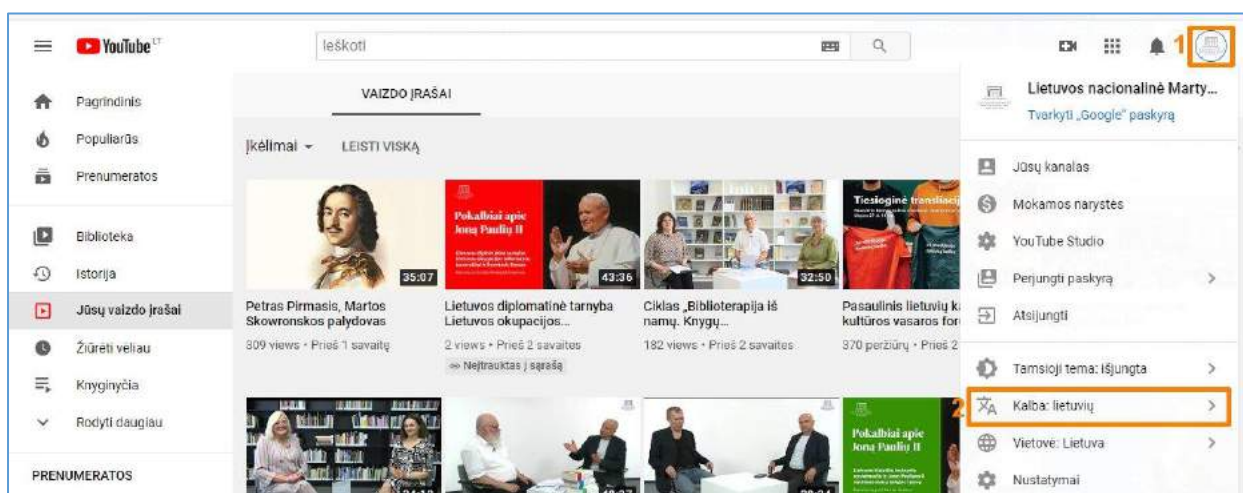 YouTube LT
Ieškoti
1
Pagrindinis
Populiarūs
Prenumeratos
Biblioteka
Istorija
Jūsų vaizdo įrašai
Žiūrėti vėliau
Knyginyčia
Rodyti daugiau
PRENUMERATOS
VAIZDO ĮRAŠAI
Įkėlimai
LEISTI VISKĄ
35:07
Petras Pirmasis, Martos
Skowronskos palydovas
309 views • Prieš 1 savaitę
Pokalbiai apie
Joną Paulių II
43:36
Lietuvos diplomatinė tarnyba
Lietuvos okupacijos...
2 views • Prieš 2 savaites
Neįtrauktas į sąrašą
32:50
Ciklas „Biblioterapija iš
namų. Knygų...
182 views • Prieš 2 savaites
Tiesioginė transliacij
Pasaulinis lietuvių k
kultūros vasaros for
370 peržiūrų • Prieš 2
Pokalbiai apie
Joną Paulių II
Lietuvos nacionalinė Marty...
Tvarkyti „Google“ paskyrą
Jūsų kanalas
Mokamos narystės
YouTube Studio
Perjungti paskyrą
Atsijungti
Tamsioji tema: išjungta
2
Kalba: lietuvių
Vietovė: Lietuva
Nustatymai